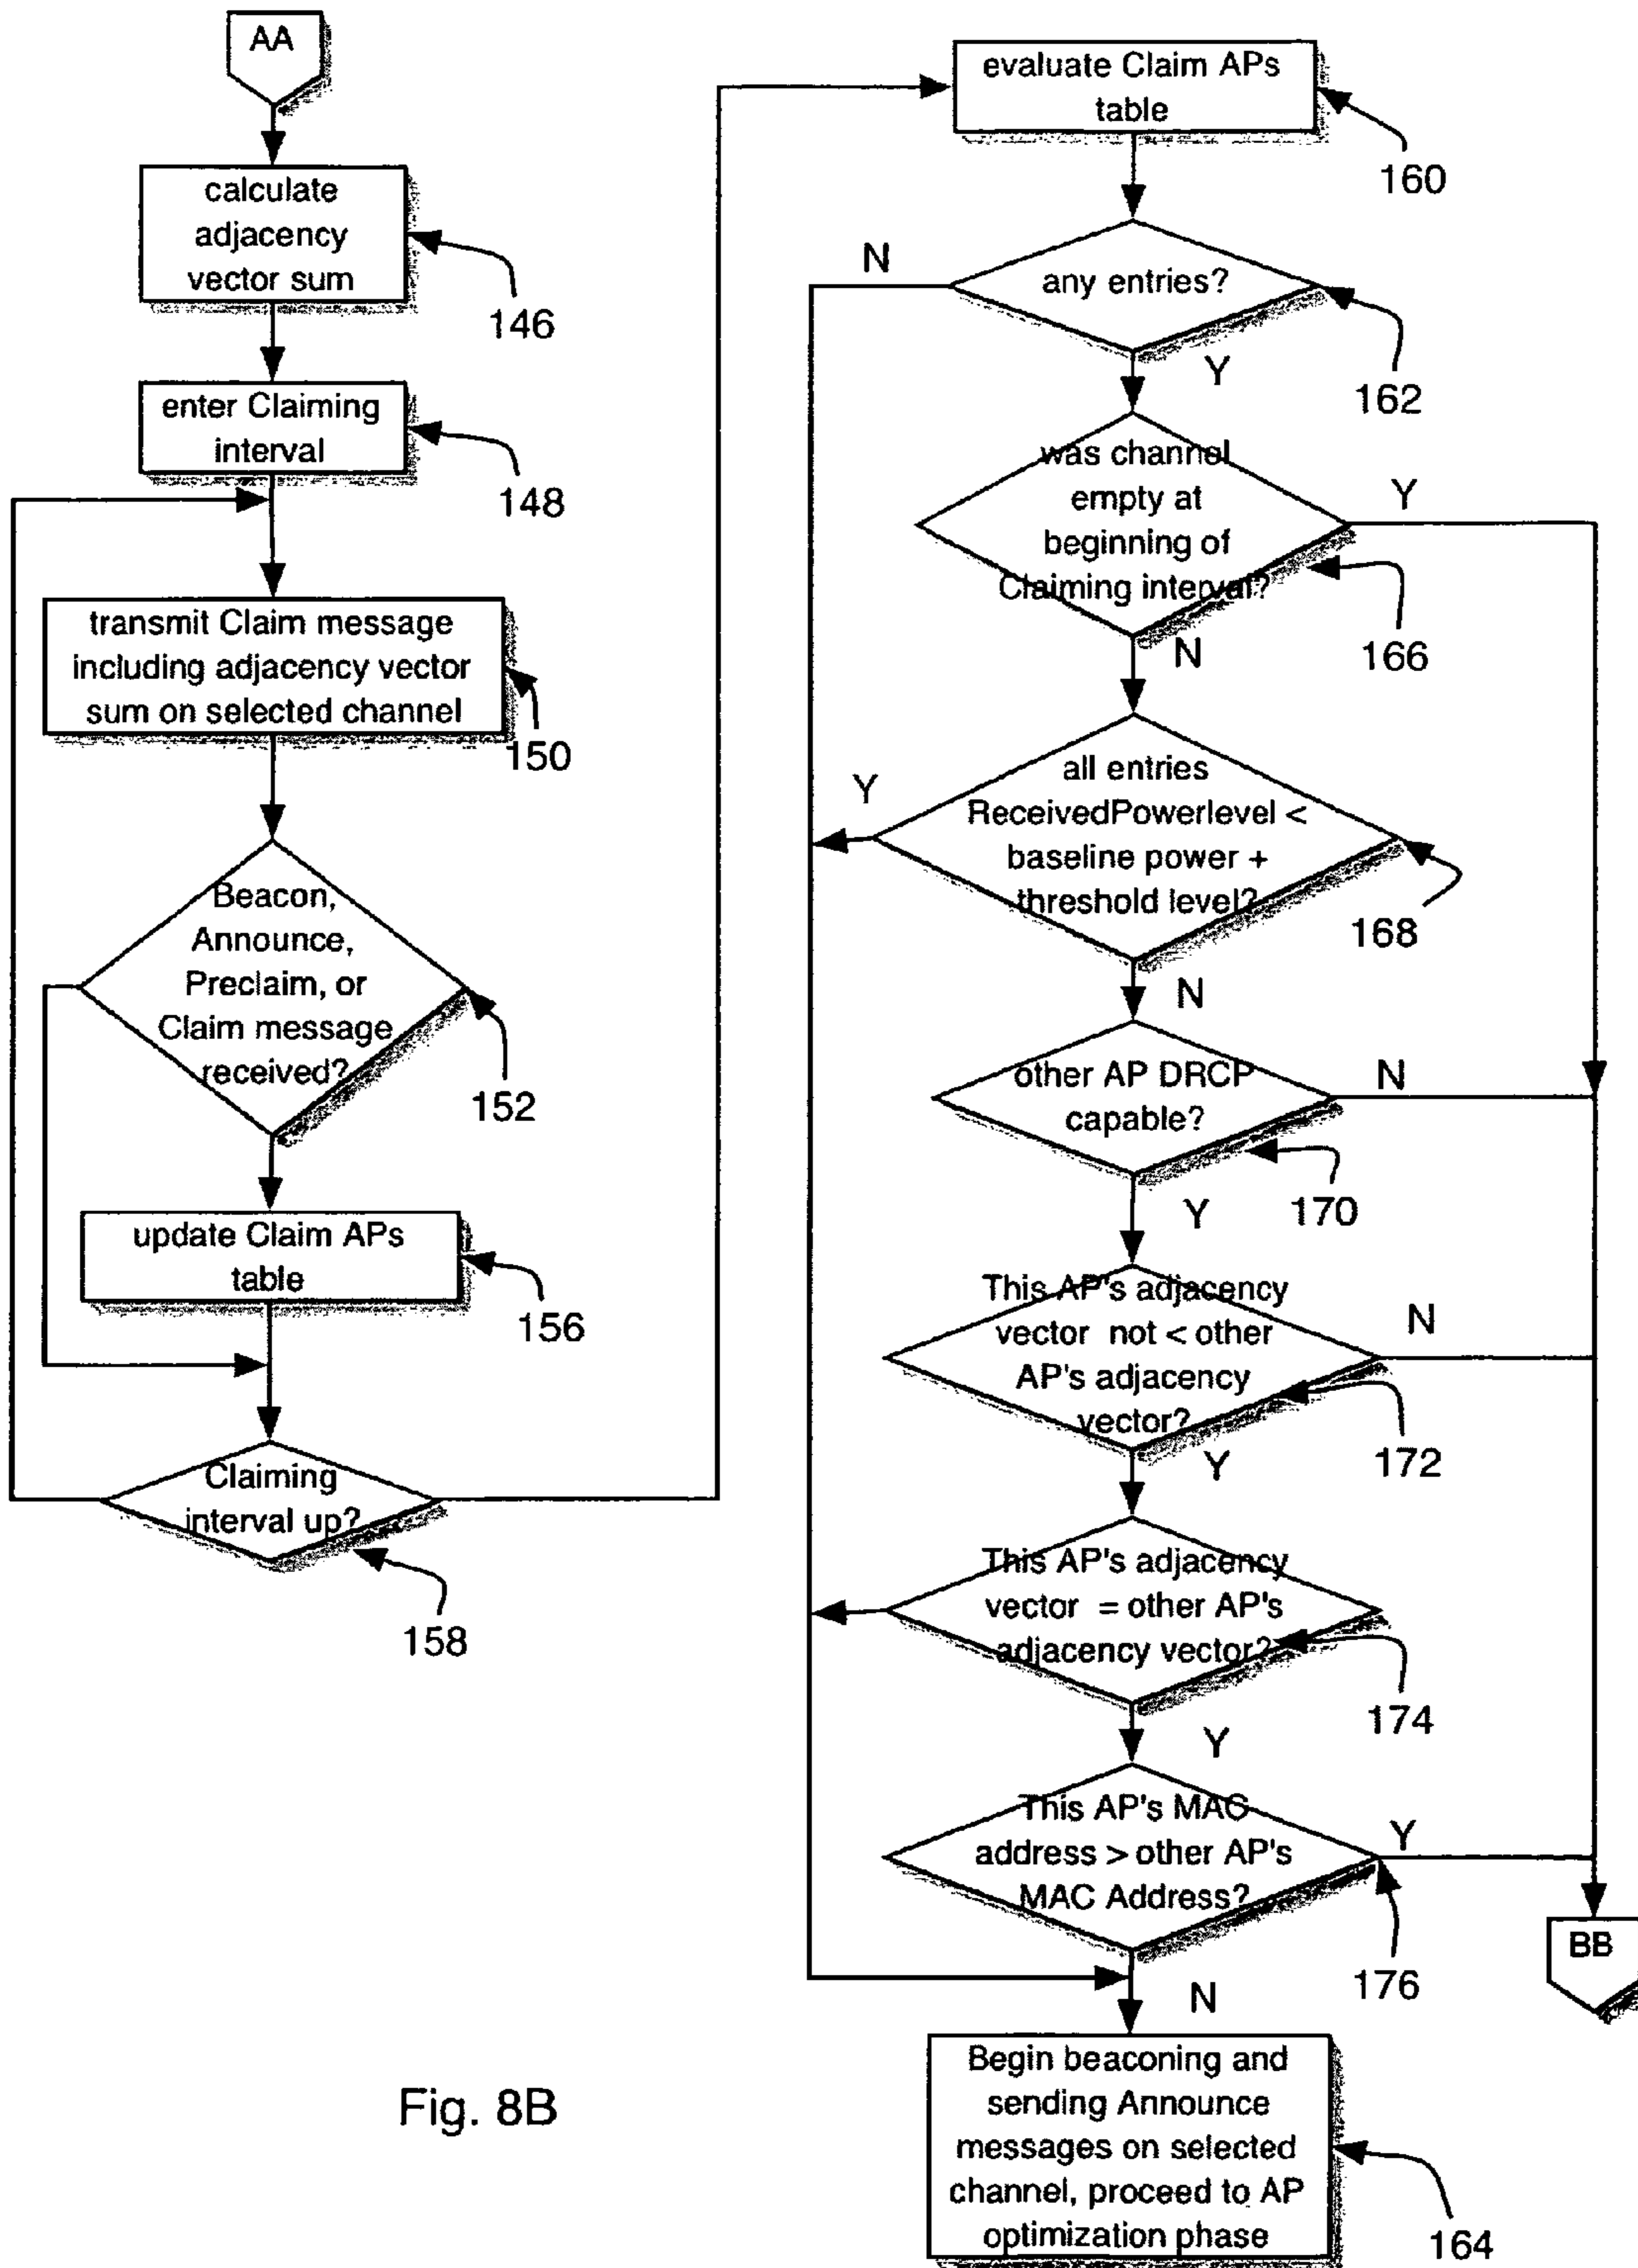 AA
calculate
adjacency
vector sum
146
enter Claiming
interval
148
transmit Claim message
including adjacency vector
sum on selected channel
150
Beacon,
Announce,
Preclaim, or
Claim message
received?
152
update Claim APs
table
156
Claiming
interval up?
158
evaluate Claim APs
table
160
N
any entries?
Y
162
was channel
empty at
beginning of
Claiming interval?
Y
N
166
all entries
ReceivedPowerlevel <
baseline power +
threshold level?
Y
N
168
other AP DRCP
capable?
N
Y
170
This AP's adjacency
vector not < other
AP's adjacency
vector?
N
Y
172
This AP's adjacency
vector = other AP's
adjacency vector?
174
Y
This AP's MAC
address > other AP's
MAC Address?
Y
176
N
BB
Begin beaconing and
sending Announce
messages on selected
channel, proceed to AP
optimization phase
164
Fig. 8B